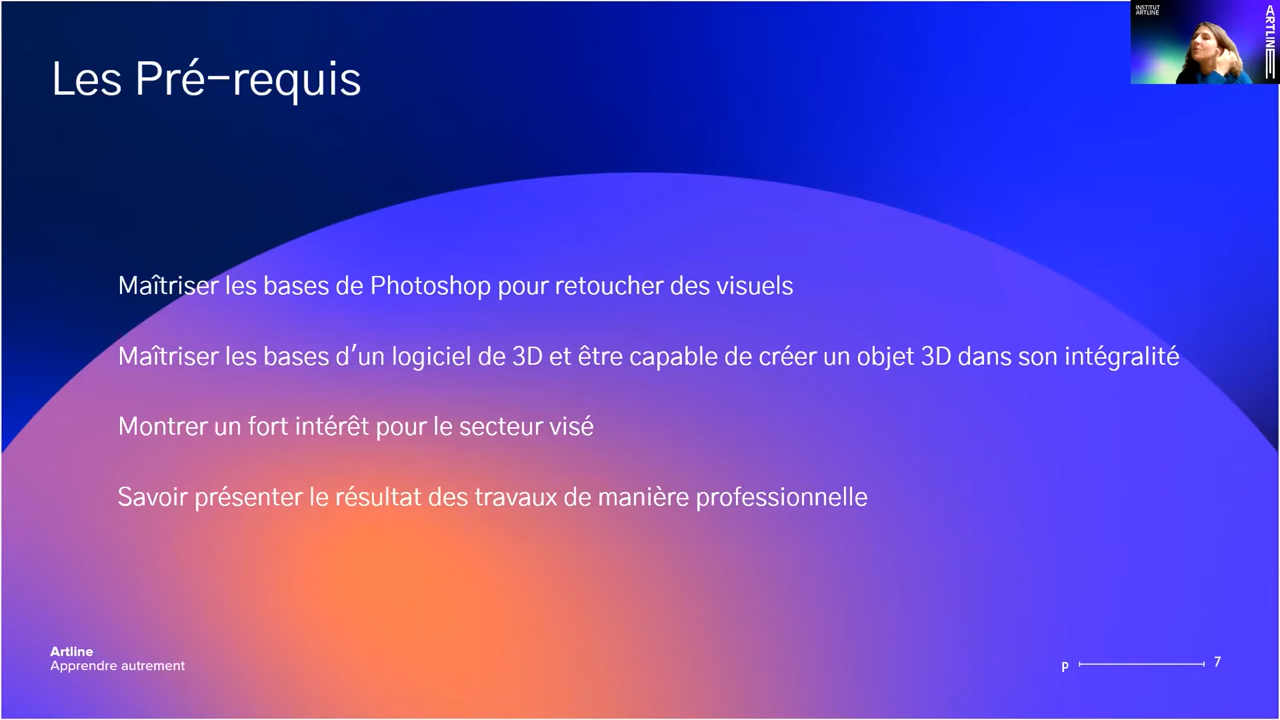 Les Pré-requis
INSTITUT
ARTLINE
ARTLINE
Maîtriser les bases de Photoshop pour retoucher des visuels
Maîtriser les bases d'un logiciel de 3D et être capable de créer un objet 3D dans son intégralité
Montrer un fort intérêt pour le secteur visé
Savoir présenter le résultat des travaux de manière professionnelle
Artline
Apprendre autrement
P 7